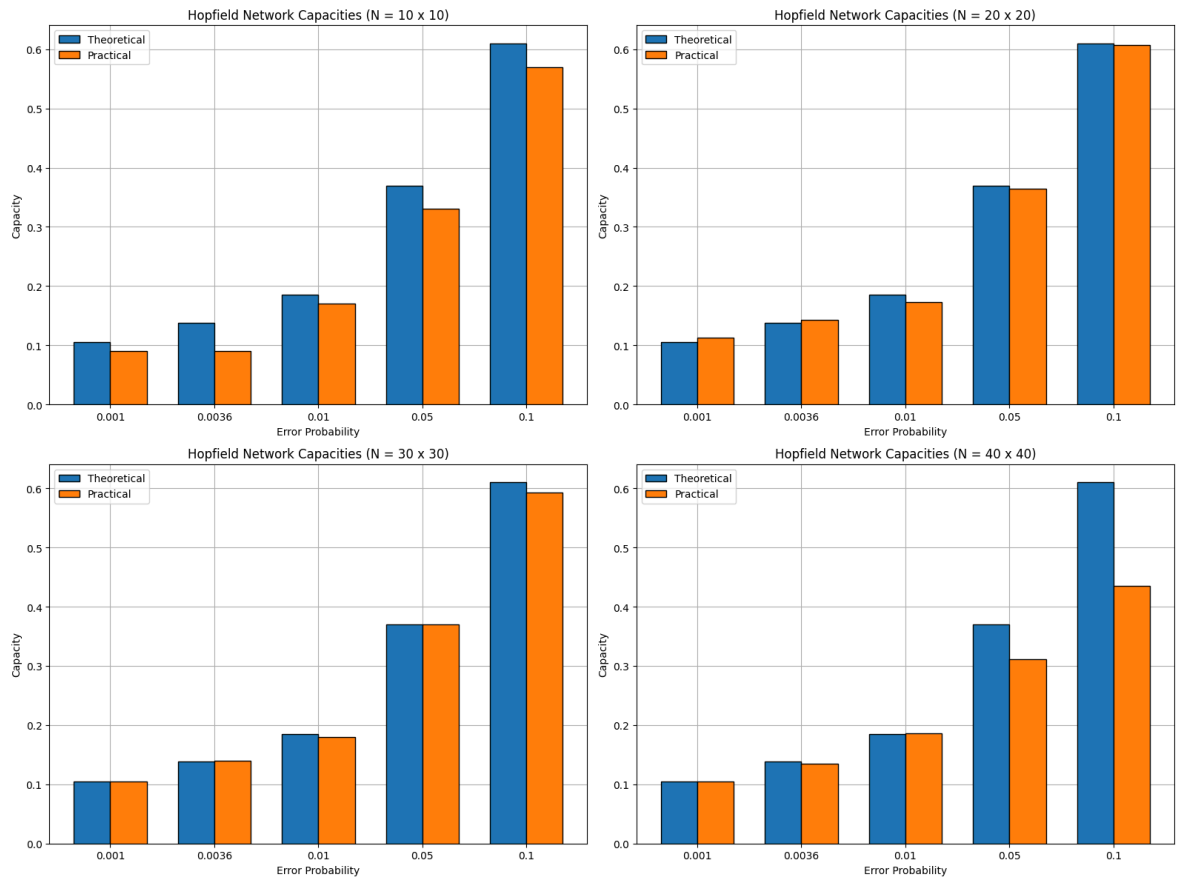 Hopfield Network Capacities (N = 10 x 10)
Theoretical
Practical
Capacity
0.6
0.5
0.4
0.3
0.2
0.1
0.0
0.001 0.0036 0.01 0.05 0.1
Error Probability
Hopfield Network Capacities (N = 20 x 20)
Theoretical
Practical
Capacity
0.6
0.5
0.4
0.3
0.2
0.1
0.0
0.001 0.0036 0.01 0.05 0.1
Error Probability
Hopfield Network Capacities (N = 30 x 30)
Theoretical
Practical
Capacity
0.6
0.5
0.4
0.3
0.2
0.1
0.0
0.001 0.0036 0.01 0.05 0.1
Error Probability
Hopfield Network Capacities (N = 40 x 40)
Theoretical
Practical
Capacity
0.6
0.5
0.4
0.3
0.2
0.1
0.0
0.001 0.0036 0.01 0.05 0.1
Error Probability